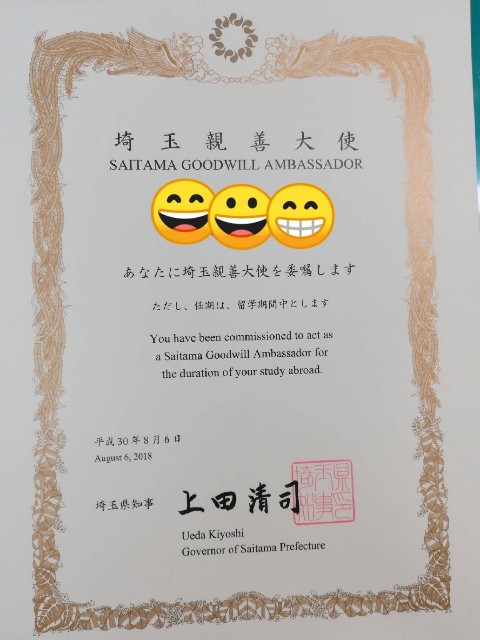 埼玉親善大使
SAITAMA GOODWILL AMBASSADOR
あなたに埼玉親善大使を委嘱します
ただし、任期は、留学期間中とします
You have been commissioned to act as
a Saitama Goodwill Ambassador for
the duration of your study abroad.
平成30年8月6日
August 6, 2018
埼玉県知事 上田清司
Ueda Kiyoshi
Governor of Saitama Prefecture